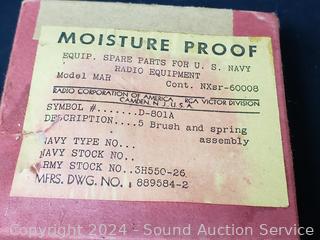 MOISTURE PROOF
EQUIP. SPARE PARTS FOR U. S. NAVY
RADIO EQUIPMENT
Model MAR Cont. NXsr-60008
RADIO CORPORATION OF AMERICA RCA VICTOR DIVISION
CAMDEN, N.J., U.S.A.
SYMBOL #.......D-801A
DESCRIPTION....5 Brush and spring
assembly
NAVY TYPE NO...
NAVY STOCK NO..
ARMY STOCK NO...3H550-26
MFRS. DWG. NO. 889584-2
Copyright 2024 - Sound Auction Service